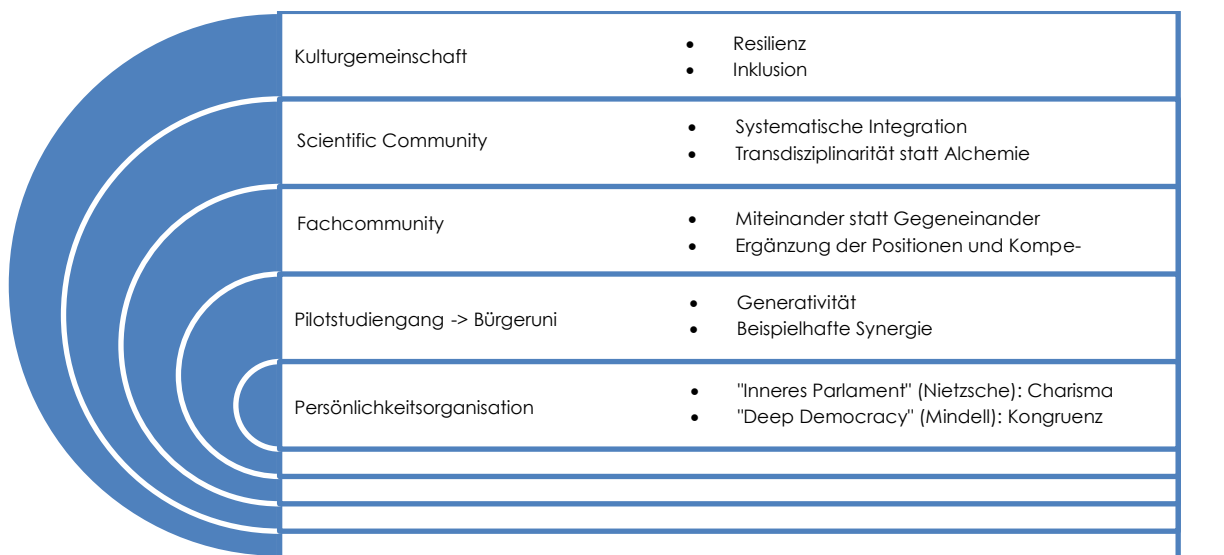 Kulturgemeinschaft
• Resilienz
• Inklusion
Scientific Community
• Systematische Integration
• Transdisziplinarität statt Alchemie
Fachcommunity
• Miteinander statt Gegeneinander
• Ergänzung der Positionen und Kompe-
Pilotstudiengang -> Bürgeruni
• Generativität
• Beispielhafte Synergie
Persönlichkeitsorganisation
• "Inneres Parlament" (Nietzsche): Charisma
• "Deep Democracy" (Mindell): Kongruenz